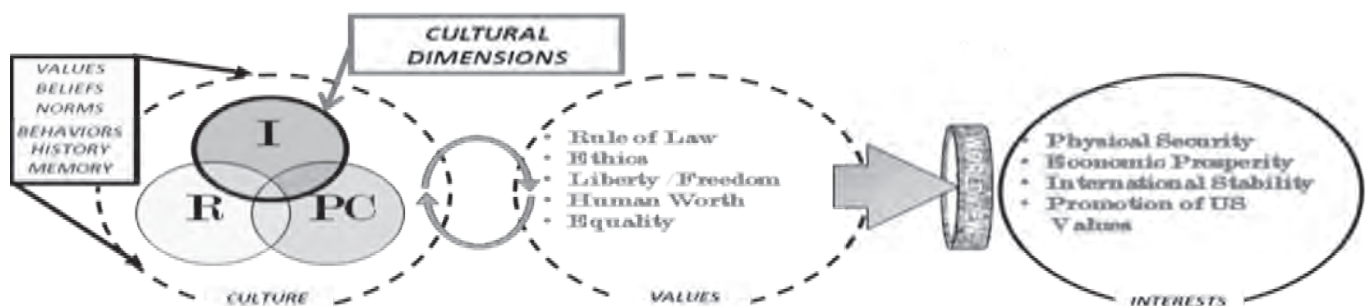 CULTURAL
DIMENSIONS
VALUES
BELIEFS
NORMS
BEHAVIORS
HISTORY
MEMORY
I
R
PC
CULTURE
• Rule of Law
• Ethics
• Liberty/Freedom
• Human Worth
• Equality
VALUES
WORLDVIEW
• Physical Security
• Economic Prosperity
• International Stability
• Promotion of US
Values
INTERESTS